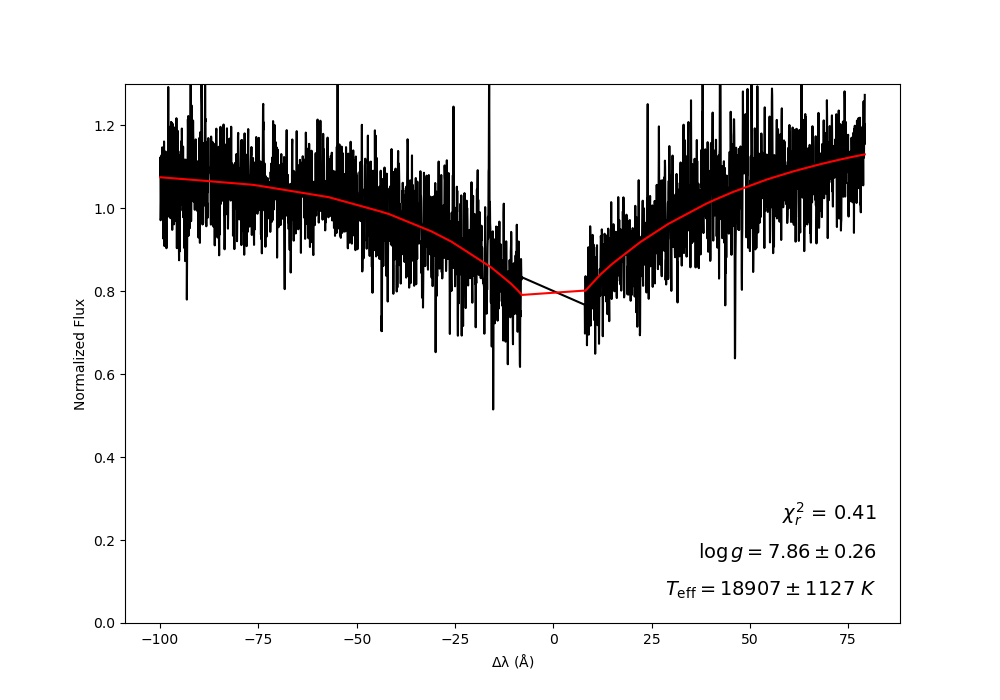 1.2
1.0
0.8
0.6
0.4
0.2
0.0
Normalized Flux
χ²ᵣ = 0.41
log g = 7.86 ± 0.26
T_eff = 18907 ± 1127 K
−100 −75 −50 −25 0 25 50 75
Δλ (Å)